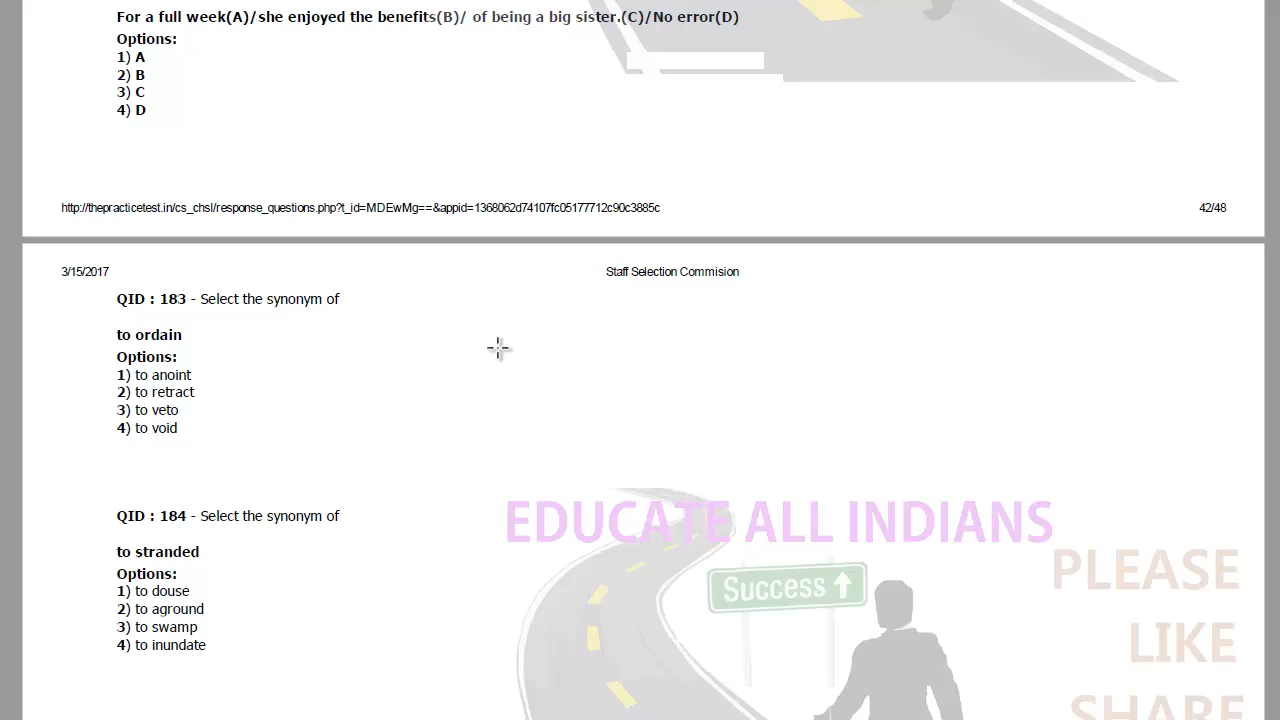 For a full week(A)/she enjoyed the benefits(B)/ of being a big sister.(C)/No error(D)
Options:
1) A
2) B
3) C
4) D
http://thepracticetest.in/cs_chsl/response_questions.php?t_id=MDEwMg==&appid=1368062d74107fc05177712c90c3885c
42/48
3/15/2017
Staff Selection Commision
QID : 183 - Select the synonym of
to ordain
Options:
1) to anoint
2) to retract
3) to veto
4) to void
EDUCATE ALL INDIANS
QID : 184 - Select the synonym of
to stranded
Options:
1) to douse
2) to aground
3) to swamp
4) to inundate
Success
PLEASE
LIKE
SHARE